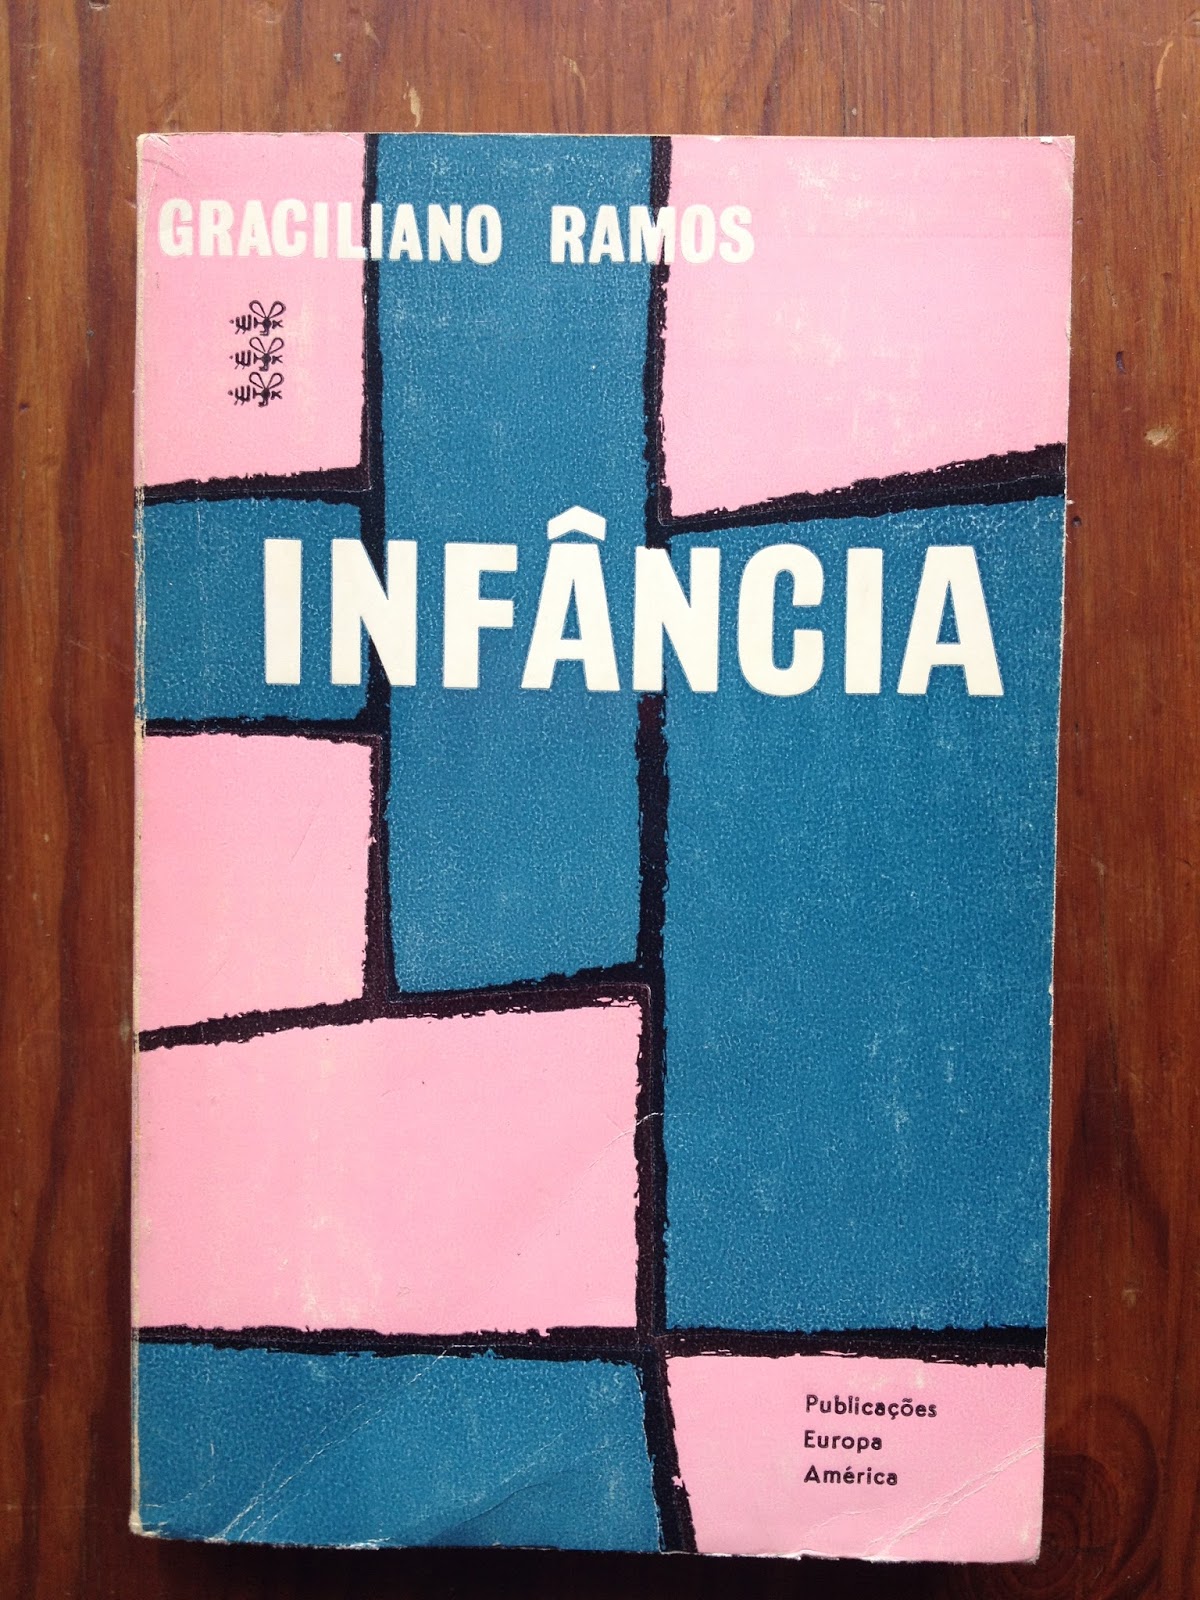 GRACILIANO RAMOS
INFÂNCIA
Publicações
Europa
América